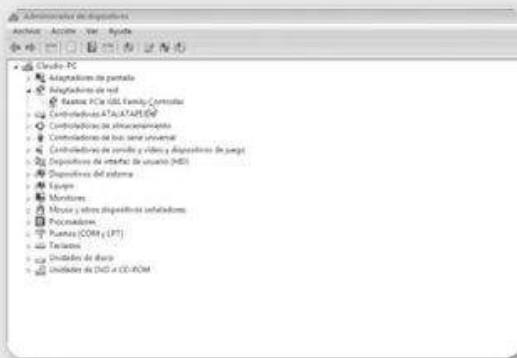 Administrador de dispositivos
Archivo Acción Ver Ayuda
Claudio-PC
Adaptadores de pantalla
Adaptadores de red
Realtek PCIe GBE Family Controller
Controladores ATA/ATAPI IDE
Controladoras de almacenamiento
Controladoras de bus serie universal
Controladoras de sonido y vídeo y dispositivos de juego
Dispositivos de interfaz de usuario (HID)
Dispositivos del sistema
Equipo
Monitores
Mouse y otros dispositivos señaladores
Procesadores
Puertos (COM y LPT)
Teclados
Unidades de disco
Unidades de DVD o CD-ROM